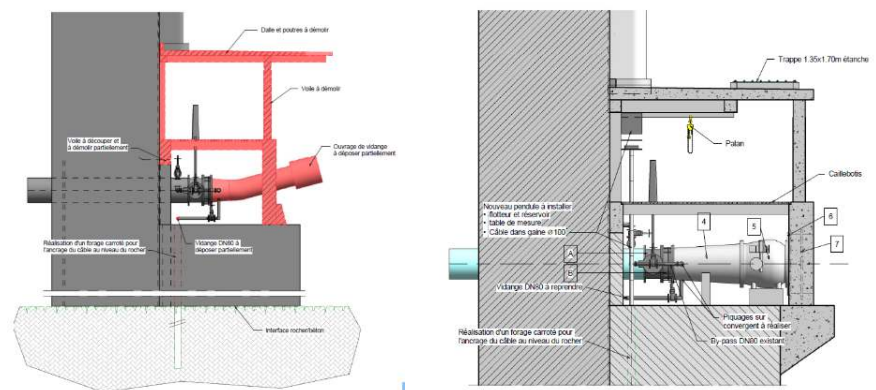 Dalle et poutres à démolir
Voile à démolir
Voile à découper et
à démolir partiellement
Ouvrage de vidange
à déposer partiellement
Réalisation d'un forage carroté pour
l'ancrage du câble au niveau du rocher
Vidange DN80 à
déposer partiellement
Interface rocher/béton
Trappe 1.35x1.70m étanche
Palan
Caillebotis
Nouveau pendule à installer
• flotteur et réservoir
• table de mesure
• Câble dans gaine Ø100
4
5
6
7
A
B
Vidange DN80 à reprendre
Piquages sur
convergent à réaliser
By-pass DN80 existant
Réalisation d'un forage carroté pour
l'ancrage du câble au niveau du rocher